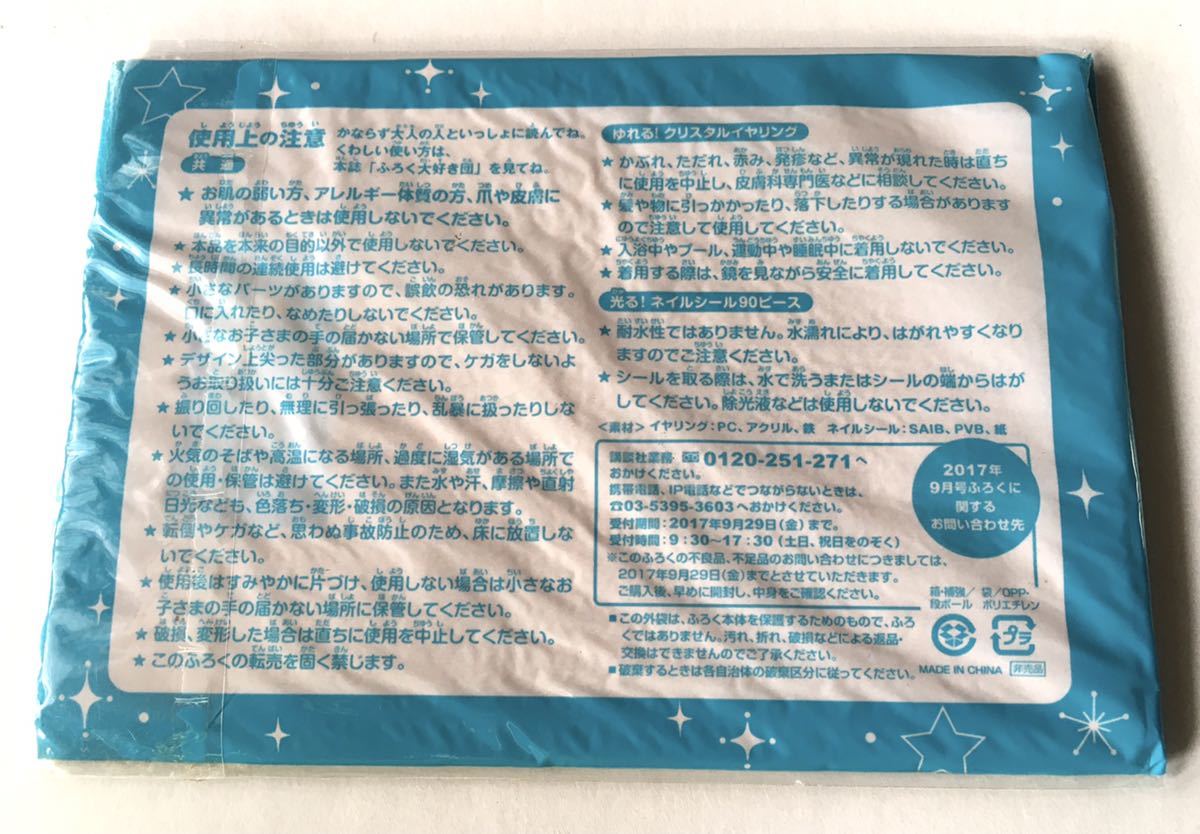 使用上の注意
かならず大人の人といっしょに読んでね。
くわしい使い方は、
本誌「ふろく大好き団」を見てね。
共通
★お肌の弱い方、アレルギー体質の方、爪や皮膚に
異常があるときは使用しないでください。
★本品を本来の目的以外で使用しないでください。
★長時間の連続使用は避けてください。
★小さなパーツがありますので、誤飲の恐れがあります。
口に入れたり、なめたりしないでください。
★小さなお子さまの手の届かない場所で保管してください。
★デザイン上尖った部分がありますので、ケガをしないよ
うお取り扱いには十分ご注意ください。
★振り回したり、無理に引っ張ったり、乱暴に扱ったりしな
いでください。
★火気のそばや高温になる場所、過度に湿気がある場所で
の使用・保管は避けてください。また水や汗、摩擦や直射
日光なども、色落ち・変形・破損の原因となります。
★転倒やケガなど、思わぬ事故防止のため、床に放置しな
いでください。
★使用後はすみやかに片づけ、使用しない場合は小さなお
子さまの手の届かない場所に保管してください。
★破損、変形した場合は直ちに使用を中止してください。
★このふろくの転売を固く禁じます。
ゆれる！クリスタルイヤリング
★かぶれ、ただれ、赤み、発疹など、異常が現れた時は直ち
に使用を中止し、皮膚科専門医などに相談してください。
★髪や物に引っかかったり、落下したりする場合があります
ので注意して使用してください。
★入浴中やプール、運動中や睡眠中に着用しないでください。
★着用する際は、鏡を見ながら安全に着用してください。
光る！ネイルシール90ピース
★耐水性ではありません。水濡れにより、はがれやすくなり
ますのでご注意ください。
★シールを取る際は、水で洗うまたはシールの端からはが
してください。除光液などは使用しないでください。
＜素材＞イヤリング：PC、アクリル、鉄 ネイルシール：SAIB、PVB、紙
講談社業務 0120-251-271へ
おかけください。
携帯電話、IP電話などでつながらないときは、
☎03-5395-3603へおかけください。
受付期間：2017年9月29日(金)まで。
受付時間：9：30〜17：30（土日、祝日をのぞく）
※このふろくの不良品、不足品のお問い合わせにつきましては、
2017年9月29日(金)までとさせていただきます。
ご購入後、早めに開封し、中身をご確認ください。
2017年
9月号ふろくに
関する
お問い合わせ先
■この外袋は、ふろく本体を保護するためのもので、ふろ
くではありません。汚れ、折れ、破損などによる返品・
交換はできませんのでご了承ください。
■破棄するときは各自治体の破棄区分に従ってください。
箱・補強／
段ボール
袋／OPP・
ポリエチレン
プラ
MADE IN CHINA
非売品